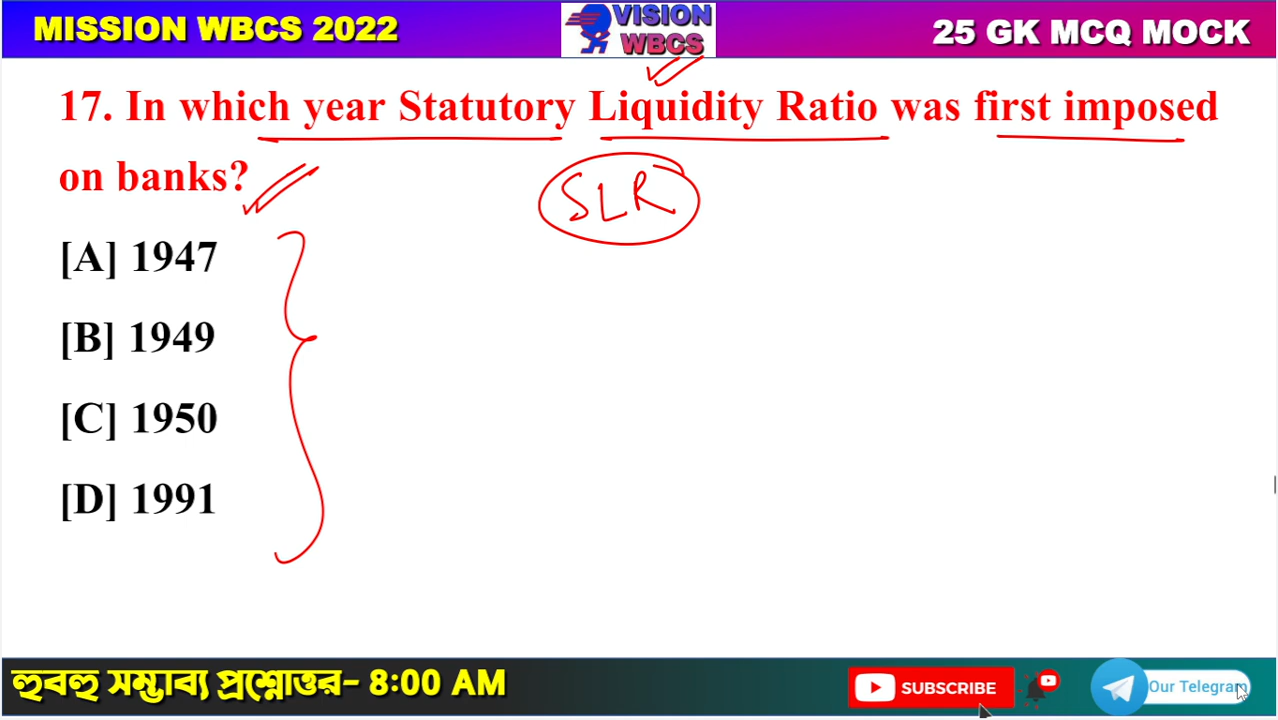 MISSION WBCS 2022
VISION
WBCS
25 GK MCQ MOCK
17. In which year Statutory Liquidity Ratio was first imposed
on banks?
SLR
[A] 1947
[B] 1949
[C] 1950
[D] 1991
হুবহু সম্ভাব্য প্রশ্নোত্তর- 8:00 AM
SUBSCRIBE
Our Telegram